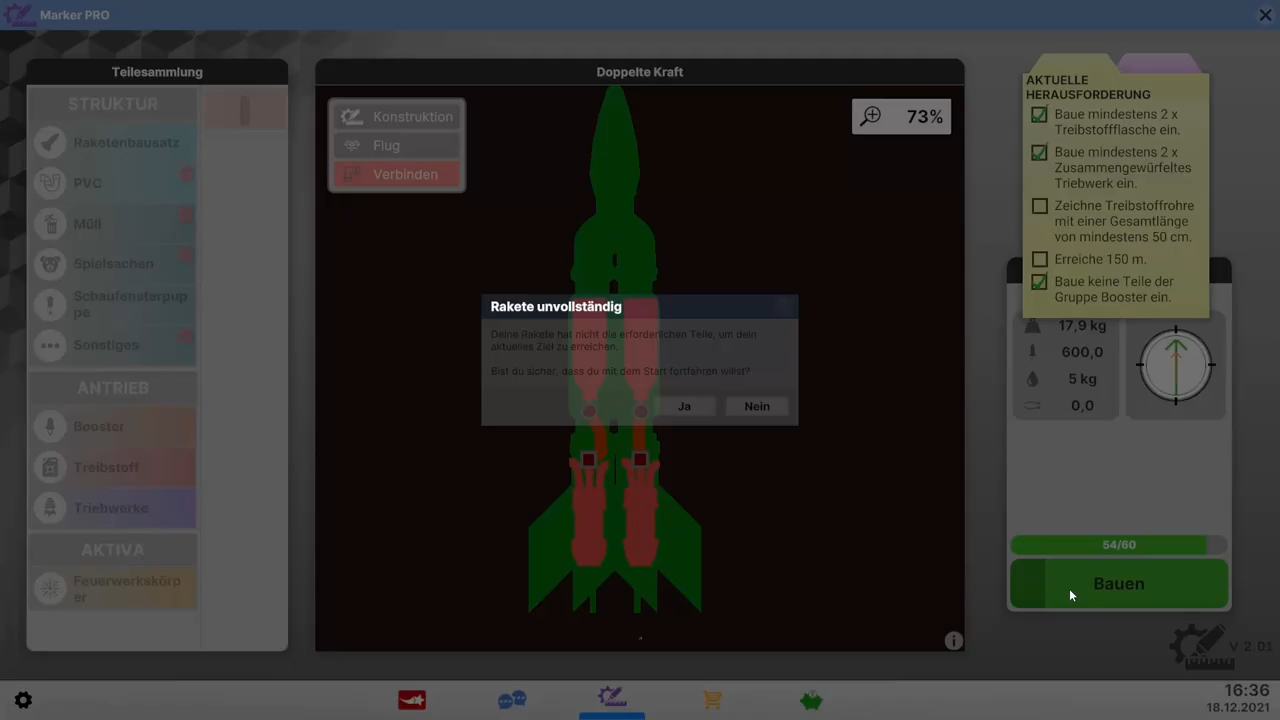 Marker PRO
Teilesammlung
STRUKTUR
Raketenbausatz
PVC
Müll
Spielsachen
Schaufensterpup
pe
Sonstiges
ANTRIEB
Booster
Treibstoff
Triebwerke
AKTIVA
Feuerwerkskörp
er
Doppelte Kraft
Konstruktion
Flug
Verbinden
73%
Rakete unvollständig
Deine Rakete hat nicht die erforderlichen Teile, um dein
aktuelles Ziel zu erreichen.
Bist du sicher, dass du mit dem Start fortfahren willst?
Ja
Nein
AKTUELLE
HERAUSFORDERUNG
Baue mindestens 2 x
Treibstoffflasche ein.
Baue mindestens 2 x
Zusammengewürfeltes
Triebwerk ein.
Zeichne Treibstoffrohre
mit einer Gesamtlänge
von mindestens 50 cm.
Erreiche 150 m.
Baue keine Teile der
Gruppe Booster ein.
17,9 kg
600,0
5 kg
0,0
54/60
Bauen
V 2.01
16:36
18.12.2021